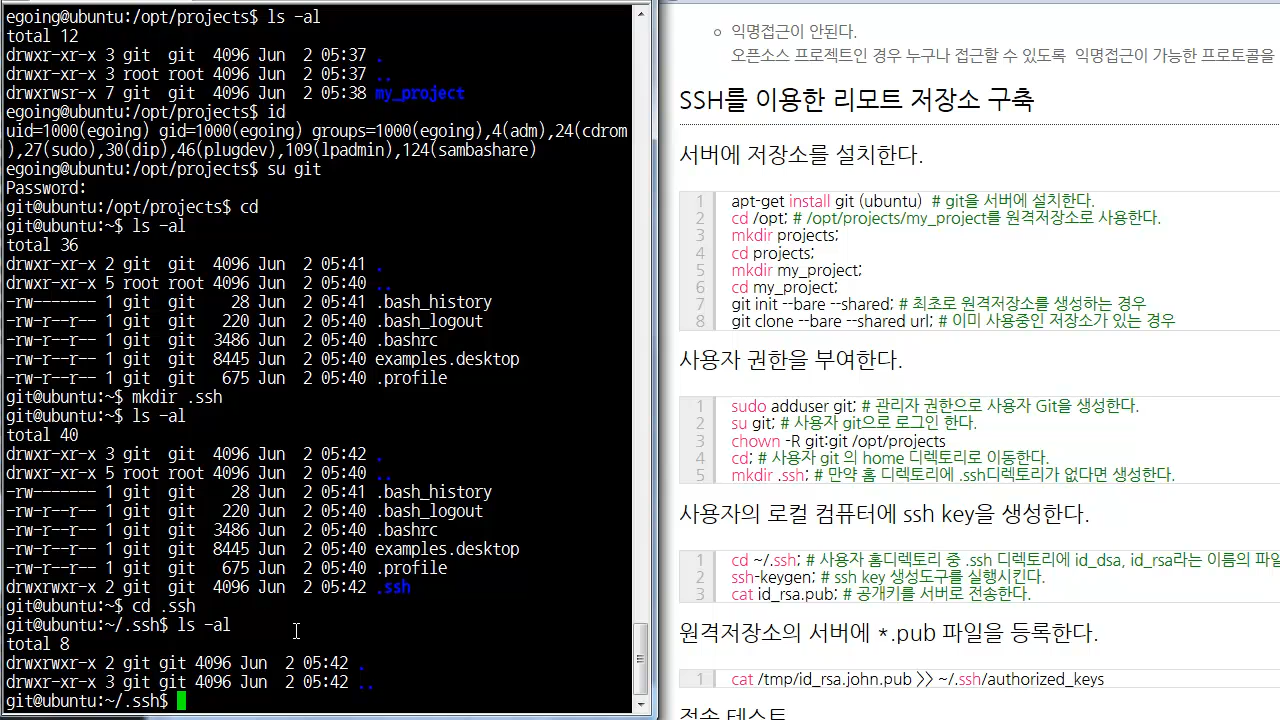 egoing@ubuntu:/opt/projects$ ls -al
total 12
drwxr-xr-x 3 git  git  4096 Jun  2 05:37 .
drwxr-xr-x 3 root root 4096 Jun  2 05:37 ..
drwxrwsr-x 7 git  git  4096 Jun  2 05:38 my_project
egoing@ubuntu:/opt/projects$ id
uid=1000(egoing) gid=1000(egoing) groups=1000(egoing),4(adm),24(cdrom
),27(sudo),30(dip),46(plugdev),109(lpadmin),124(sambashare)
egoing@ubuntu:/opt/projects$ su git
Password:
git@ubuntu:/opt/projects$ cd
git@ubuntu:~$ ls -al
total 36
drwxr-xr-x 2 git  git  4096 Jun  2 05:41 .
drwxr-xr-x 5 root root 4096 Jun  2 05:40 ..
-rw------- 1 git  git    28 Jun  2 05:41 .bash_history
-rw-r--r-- 1 git  git   220 Jun  2 05:40 .bash_logout
-rw-r--r-- 1 git  git  3486 Jun  2 05:40 .bashrc
-rw-r--r-- 1 git  git  8445 Jun  2 05:40 examples.desktop
-rw-r--r-- 1 git  git   675 Jun  2 05:40 .profile
git@ubuntu:~$ mkdir .ssh
git@ubuntu:~$ ls -al
total 40
drwxr-xr-x 3 git  git  4096 Jun  2 05:42 .
drwxr-xr-x 5 root root 4096 Jun  2 05:40 ..
-rw------- 1 git  git    28 Jun  2 05:41 .bash_history
-rw-r--r-- 1 git  git   220 Jun  2 05:40 .bash_logout
-rw-r--r-- 1 git  git  3486 Jun  2 05:40 .bashrc
-rw-r--r-- 1 git  git  8445 Jun  2 05:40 examples.desktop
-rw-r--r-- 1 git  git   675 Jun  2 05:40 .profile
drwxrwxr-x 2 git  git  4096 Jun  2 05:42 .ssh
git@ubuntu:~$ cd .ssh
git@ubuntu:~/.ssh$ ls -al
total 8
drwxrwxr-x 2 git git 4096 Jun  2 05:42 .
drwxr-xr-x 3 git git 4096 Jun  2 05:42 ..
git@ubuntu:~/.ssh$
익명접근이 안된다.
오픈소스 프로젝트인 경우 누구나 접근할 수 있도록 익명접근이 가능한 프로토콜을
SSH를 이용한 리모트 저장소 구축
서버에 저장소를 설치한다.
1 apt-get install git (ubuntu) # git을 서버에 설치한다.
2 cd /opt; # /opt/projects/my_project를 원격저장소로 사용한다.
3 mkdir projects;
4 cd projects;
5 mkdir my_project;
6 cd my_project;
7 git init --bare --shared; # 최초로 원격저장소를 생성하는 경우
8 git clone --bare --shared url; # 이미 사용중인 저장소가 있는 경우
사용자 권한을 부여한다.
1 sudo adduser git; # 관리자 권한으로 사용자 Git을 생성한다.
2 su git; # 사용자 git으로 로그인 한다.
3 chown -R git:git /opt/projects
4 cd; # 사용자 git 의 home 디렉토리로 이동한다.
5 mkdir .ssh; # 만약 홈 디렉토리에 .ssh디렉토리가 없다면 생성한다.
사용자의 로컬 컴퓨터에 ssh key을 생성한다.
1 cd ~/.ssh; # 사용자 홈디렉토리 중 .ssh 디렉토리에 id_dsa, id_rsa라는 이름의 파일
2 ssh-keygen; # ssh key 생성도구를 실행시킨다.
3 cat id_rsa.pub; # 공개키를 서버로 전송한다.
원격저장소의 서버에 *.pub 파일을 등록한다.
1 cat /tmp/id_rsa.john.pub >> ~/.ssh/authorized_keys
전송 테스트